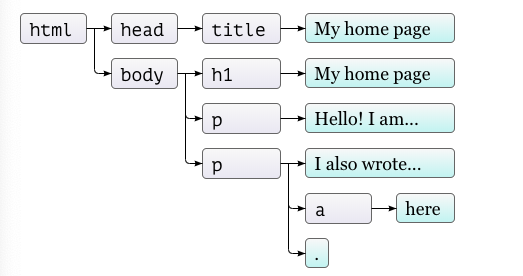 html head title My home page
body h1 My home page
p Hello! I am...
p I also wrote...
a here
.